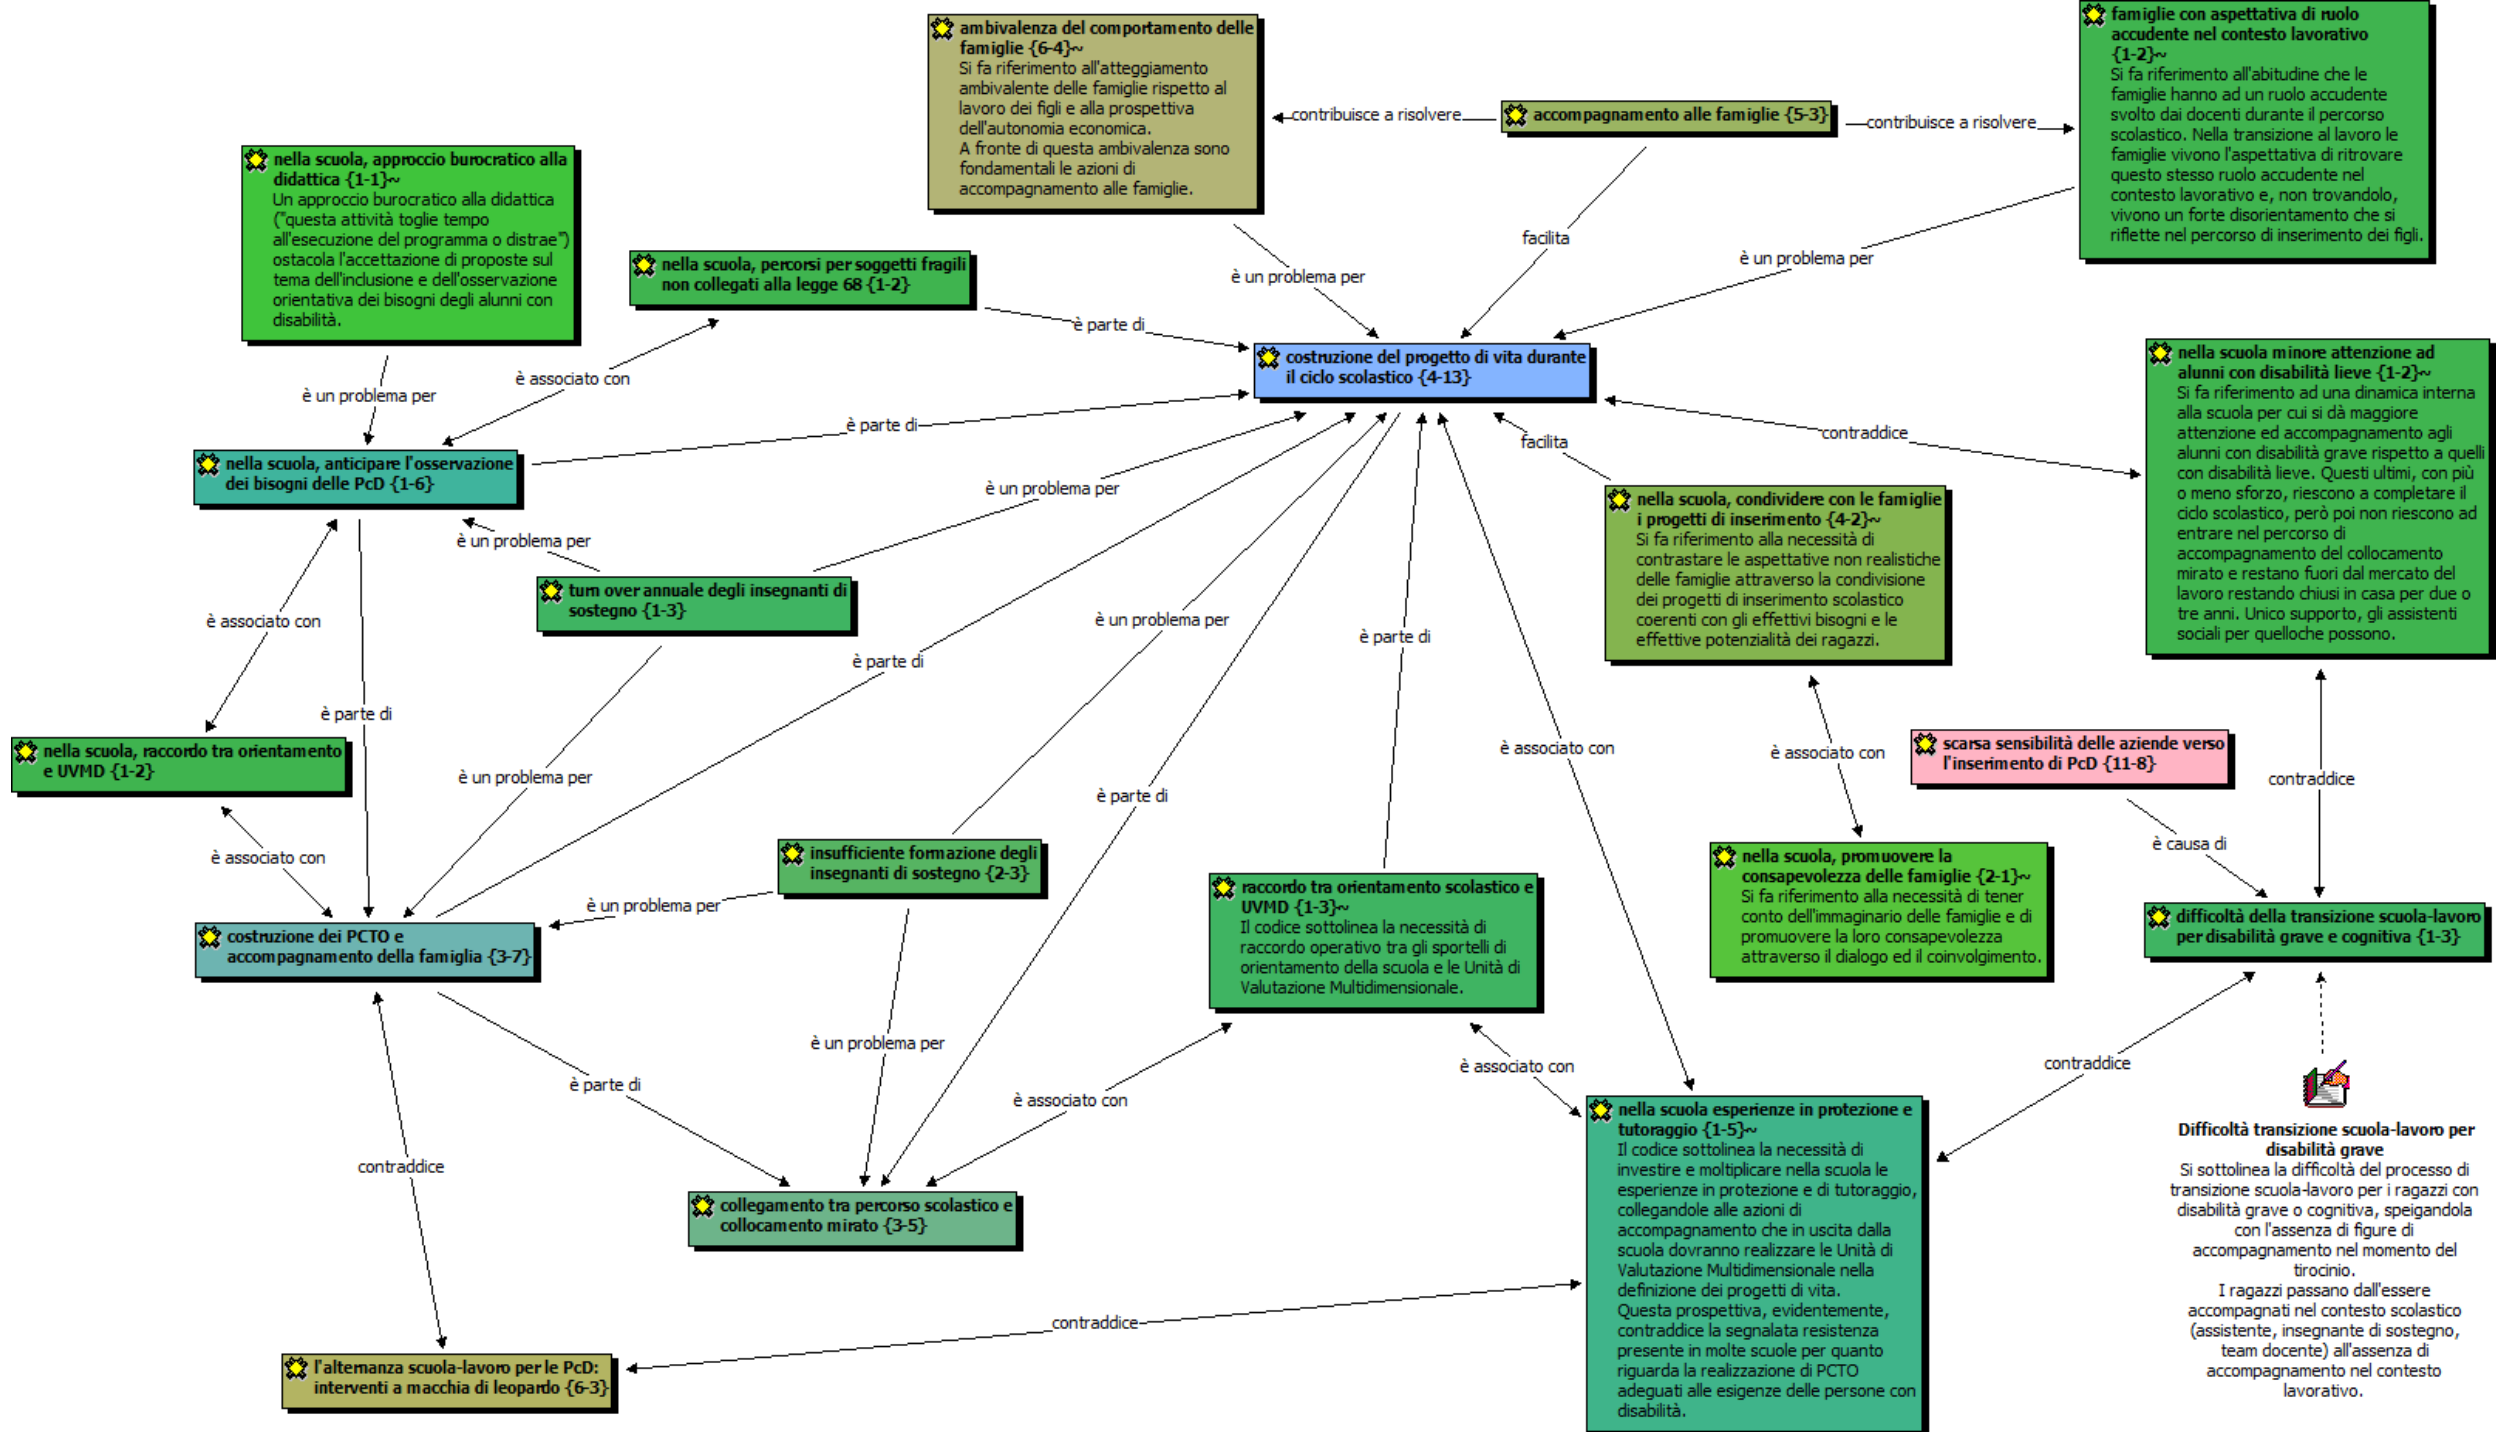 ambivalenza del comportamento delle
famiglie {6-4}~
Si fa riferimento all'atteggiamento
ambivalente delle famiglie rispetto al
lavoro dei figli e alla prospettiva
dell'autonomia economica.
A fronte di questa ambivalenza sono
fondamentali le azioni di
accompagnamento alle famiglie.
contribuisce a risolvere
accompagnamento alle famiglie {5-3}
contribuisce a risolvere
famiglie con aspettativa di ruolo
accudente nel contesto lavorativo
{1-2}~
Si fa riferimento all'abitudine che le
famiglie hanno ad un ruolo accudente
svolto dai docenti durante il percorso
scolastico. Nella transizione al lavoro le
famiglie vivono l'aspettativa di ritrovare
questo stesso ruolo accudente nel
contesto lavorativo e, non trovandolo,
vivono un forte disorientamento che si
riflette nel percorso di inserimento dei figli.
nella scuola, approccio burocratico alla
didattica {1-1}~
Un approccio burocratico alla didattica
("questa attività toglie tempo
all'esecuzione del programma o distrae")
ostacola l'accettazione di proposte sul
tema dell'inclusione e dell'osservazione
orientativa dei bisogni degli alunni con
disabilità.
nella scuola, percorsi per soggetti fragili
non collegati alla legge 68 {1-2}
è un problema per
facilita
è un problema per
è parte di
è associato con
è un problema per
costruzione del progetto di vita durante
il ciclo scolastico {4-13}
nella scuola minore attenzione ad
alunni con disabilità lieve {1-2}~
Si fa riferimento ad una dinamica interna
alla scuola per cui si dà maggiore
attenzione ed accompagnamento agli
alunni con disabilità grave rispetto a quelli
con disabilità lieve. Questi ultimi, con più
o meno sforzo, riescono a completare il
ciclo scolastico, però poi non riescono ad
entrare nel percorso di
accompagnamento del collocamento
mirato e restano fuori dal mercato del
lavoro restando chiusi in casa per due o
tre anni. Unico supporto, gli assistenti
sociali per quelloche possono.
è parte di
facilita
contraddice
nella scuola, anticipare l'osservazione
dei bisogni delle PcD {1-6}
è un problema per
è un problema per
nella scuola, condividere con le famiglie
i progetti di inserimento {4-2}~
Si fa riferimento alla necessità di
contrastare le aspettative non realistiche
delle famiglie attraverso la condivisione
dei progetti di inserimento scolastico
coerenti con gli effettivi bisogni e le
effettive potenzialità dei ragazzi.
turn over annuale degli insegnanti di
sostegno {1-3}
è associato con
è un problema per
è parte di
è parte di
è parte di
nella scuola, raccordo tra orientamento
e UVMD {1-2}
è un problema per
è parte di
è associato con
è associato con
scarsa sensibilità delle aziende verso
l'inserimento di PcD {11-8}
contraddice
è associato con
insufficiente formazione degli
insegnanti di sostegno {2-3}
è un problema per
è causa di
nella scuola, promuovere la
consapevolezza delle famiglie {2-1}~
Si fa riferimento alla necessità di tener
conto dell'immaginario delle famiglie e di
promuovere la loro consapevolezza
attraverso il dialogo ed il coinvolgimento.
raccordo tra orientamento scolastico e
UVMD {1-3}~
Il codice sottolinea la necessità di
raccordo operativo tra gli sportelli di
orientamento della scuola e le Unità di
Valutazione Multidimensionale.
costruzione dei PCTO e
accompagnamento della famiglia {3-7}
difficoltà della transizione scuola-lavoro
per disabilità grave e cognitiva {1-3}
è un problema per
è parte di
è associato con
è associato con
contraddice
nella scuola esperienze in protezione e
tutoraggio {1-5}~
Il codice sottolinea la necessità di
investire e moltiplicare nella scuola le
esperienze in protezione e di tutoraggio,
collegandole alle azioni di
accompagnamento che in uscita dalla
scuola dovranno realizzare le Unità di
Valutazione Multidimensionale nella
definizione dei progetti di vita.
Questa prospettiva, evidentemente,
contraddice la segnalata resistenza
presente in molte scuole per quanto
riguarda la realizzazione di PCTO
adeguati alle esigenze delle persone con
disabilità.
Difficoltà transizione scuola-lavoro per
disabilità grave
Si sottolinea la difficoltà del processo di
transizione scuola-lavoro per i ragazzi con
disabilità grave o cognitiva, speigandola
con l'assenza di figure di
accompagnamento nel momento del
tirocinio.
I ragazzi passano dall'essere
accompagnati nel contesto scolastico
(assistente, insegnante di sostegno,
team docente) all'assenza di
accompagnamento nel contesto
lavorativo.
contraddice
collegamento tra percorso scolastico e
collocamento mirato {3-5}
contraddice
l'alternanza scuola-lavoro per le PcD:
interventi a macchia di leopardo {6-3}